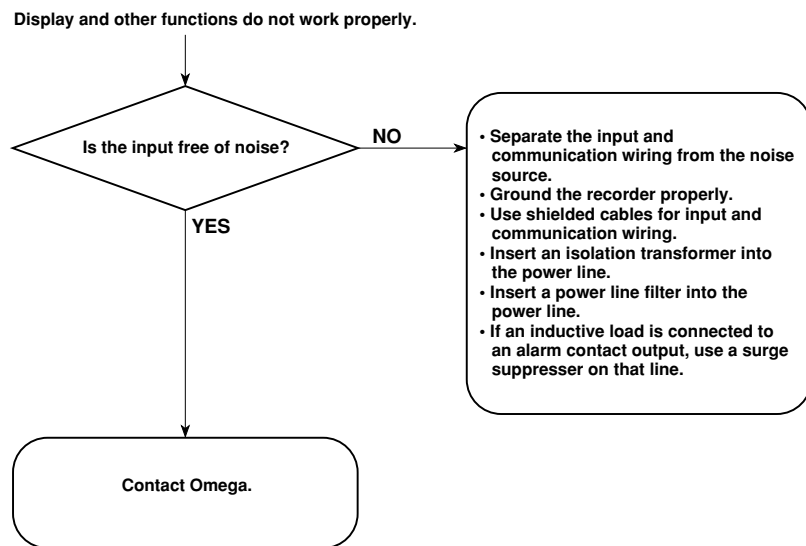 Display and other functions do not work properly.
Is the input free of noise?
NO
• Separate the input and
communication wiring from the noise
source.
• Ground the recorder properly.
• Use shielded cables for input and
communication wiring.
• Insert an isolation transformer into
the power line.
• Insert a power line filter into the
power line.
• If an inductive load is connected to
an alarm contact output, use a surge
suppresser on that line.
YES
Contact Omega.